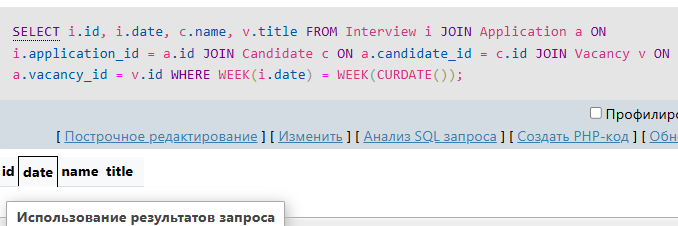 SELECT i.id, i.date, c.name, v.title FROM Interview i JOIN Application a ON
i.application_id = a.id JOIN Candidate c ON a.candidate_id = c.id JOIN Vacancy v ON
a.vacancy_id = v.id WHERE WEEK(i.date) = WEEK(CURDATE());
Профилиро
[ Построчное редактирование ] [ Изменить ] [ Анализ SQL запроса ] [ Создать PHP-код ] [ Обн
id date name title
Использование результатов запроса